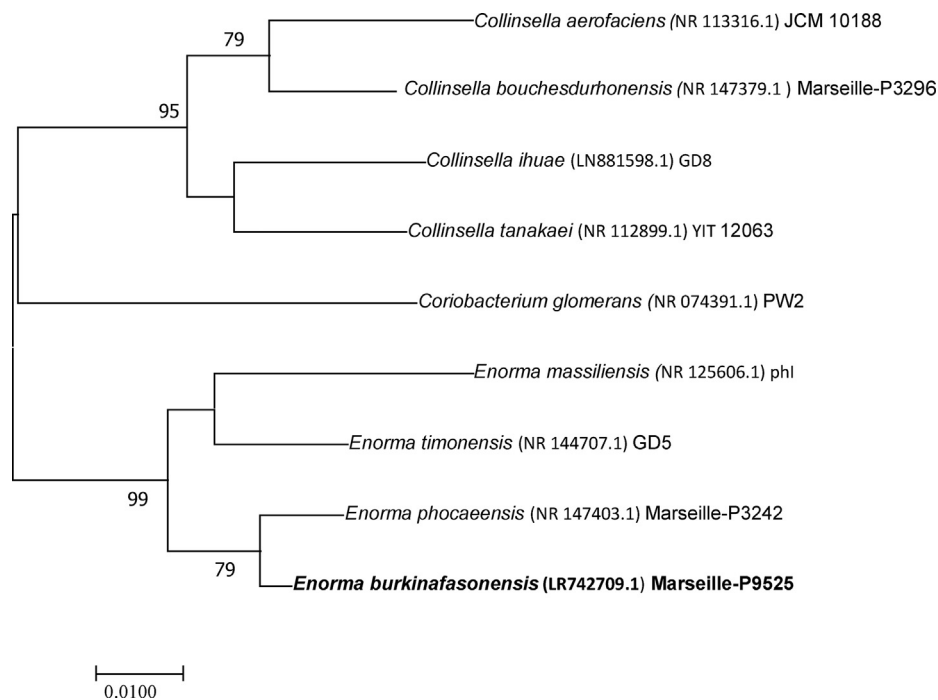 Collinsella aerofaciens (NR 113316.1) JCM 10188
79
Collinsella bouchesdurhonensis (NR 147379.1 ) Marseille-P3296
95
Collinsella ihuae (LN881598.1) GD8
Collinsella tanakaei (NR 112899.1) YIT 12063
Coriobacterium glomerans (NR 074391.1) PW2
Enorma massiliensis (NR 125606.1) phI
Enorma timonensis (NR 144707.1) GD5
99
Enorma phocaeensis (NR 147403.1) Marseille-P3242
79
Enorma burkinafasonensis (LR742709.1) Marseille-P9525
0.0100